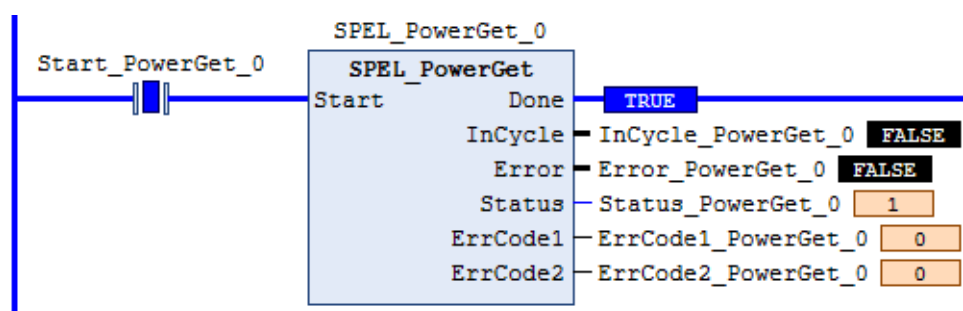 SPEL_PowerGet_0
Start_PowerGet_0
SPEL_PowerGet
Start Done TRUE
InCycle InCycle_PowerGet_0 FALSE
Error Error_PowerGet_0 FALSE
Status Status_PowerGet_0 1
ErrCode1 ErrCode1_PowerGet_0 0
ErrCode2 ErrCode2_PowerGet_0 0